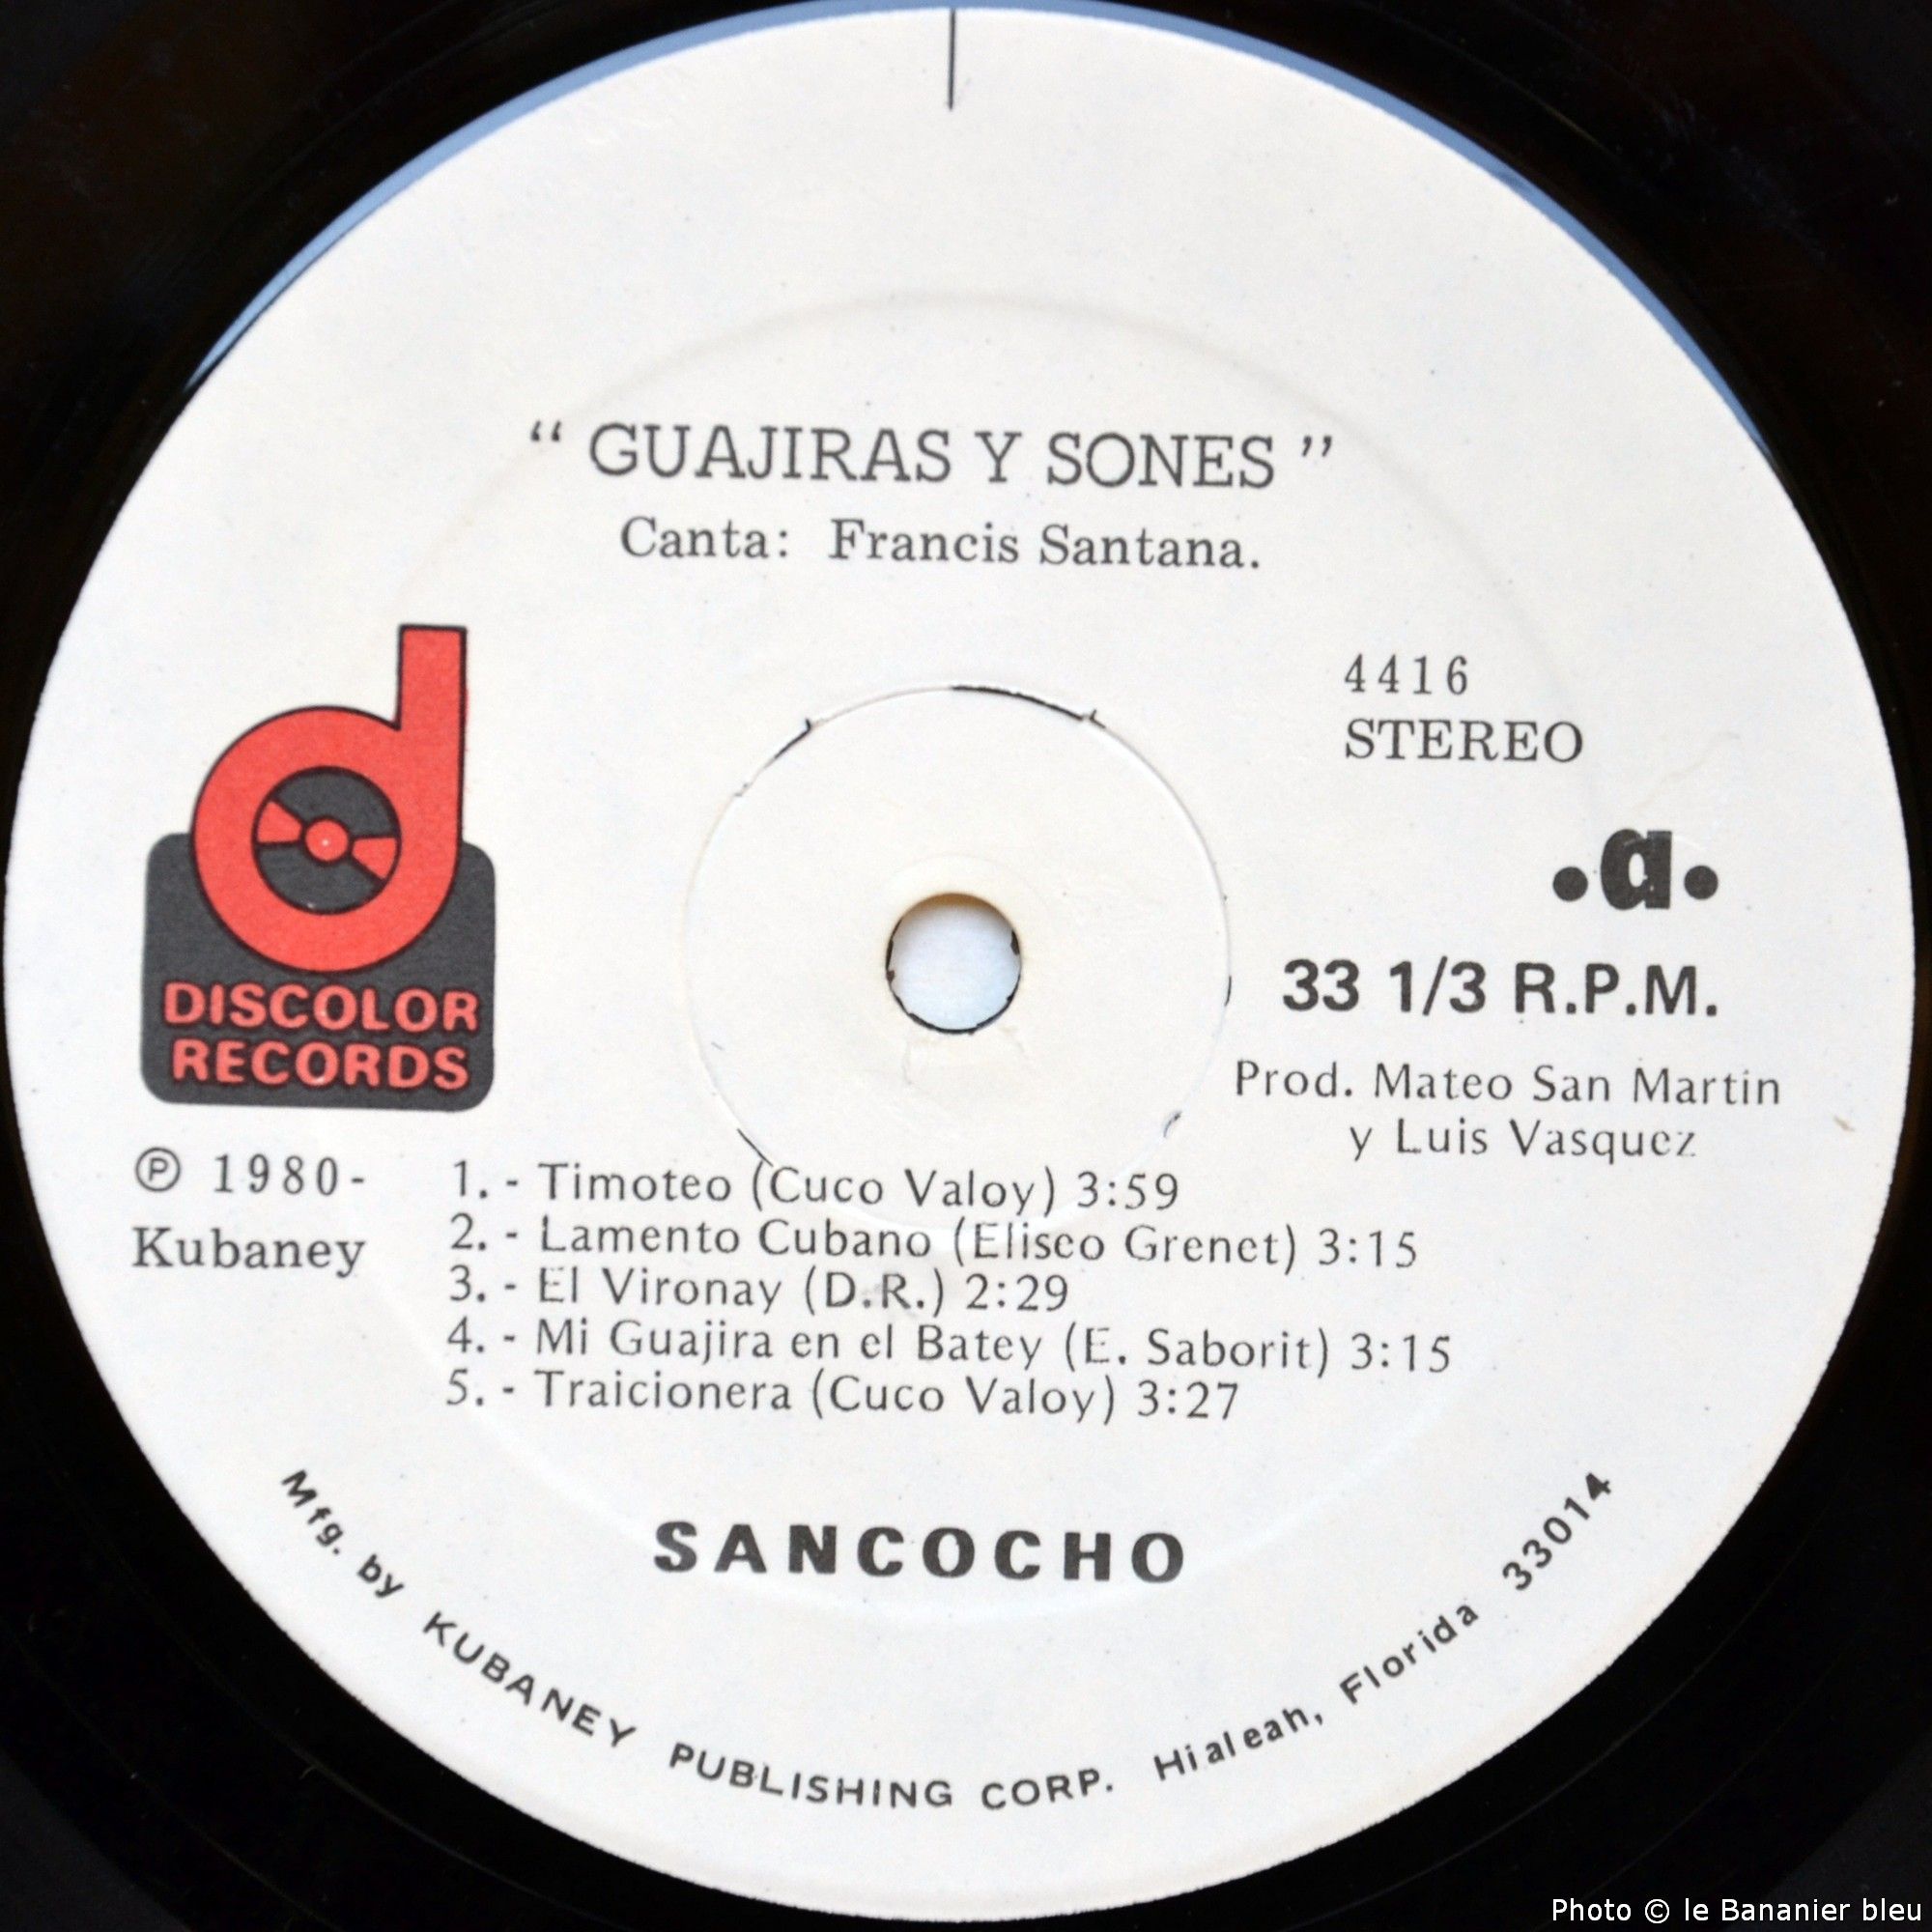 “ GUAJIRAS Y SONES ”
Canta: Francis Santana.
4416
STEREO
.a.
33 1/3 R.P.M.
DISCOLOR
RECORDS
Prod. Mateo San Martin
y Luis Vasquez
℗ 1980-
Kubaney
1. - Timoteo (Cuco Valoy) 3:59
2. - Lamento Cubano (Eliseo Grenet) 3:15
3. - El Vironay (D.R.) 2:29
4. - Mi Guajira en el Batey (E. Saborit) 3:15
5. - Traicionera (Cuco Valoy) 3:27
SANCOCHO
Mfg. by KUBANEY PUBLISHING CORP. Hialeah, Florida 33014
Photo © le Bananier bleu